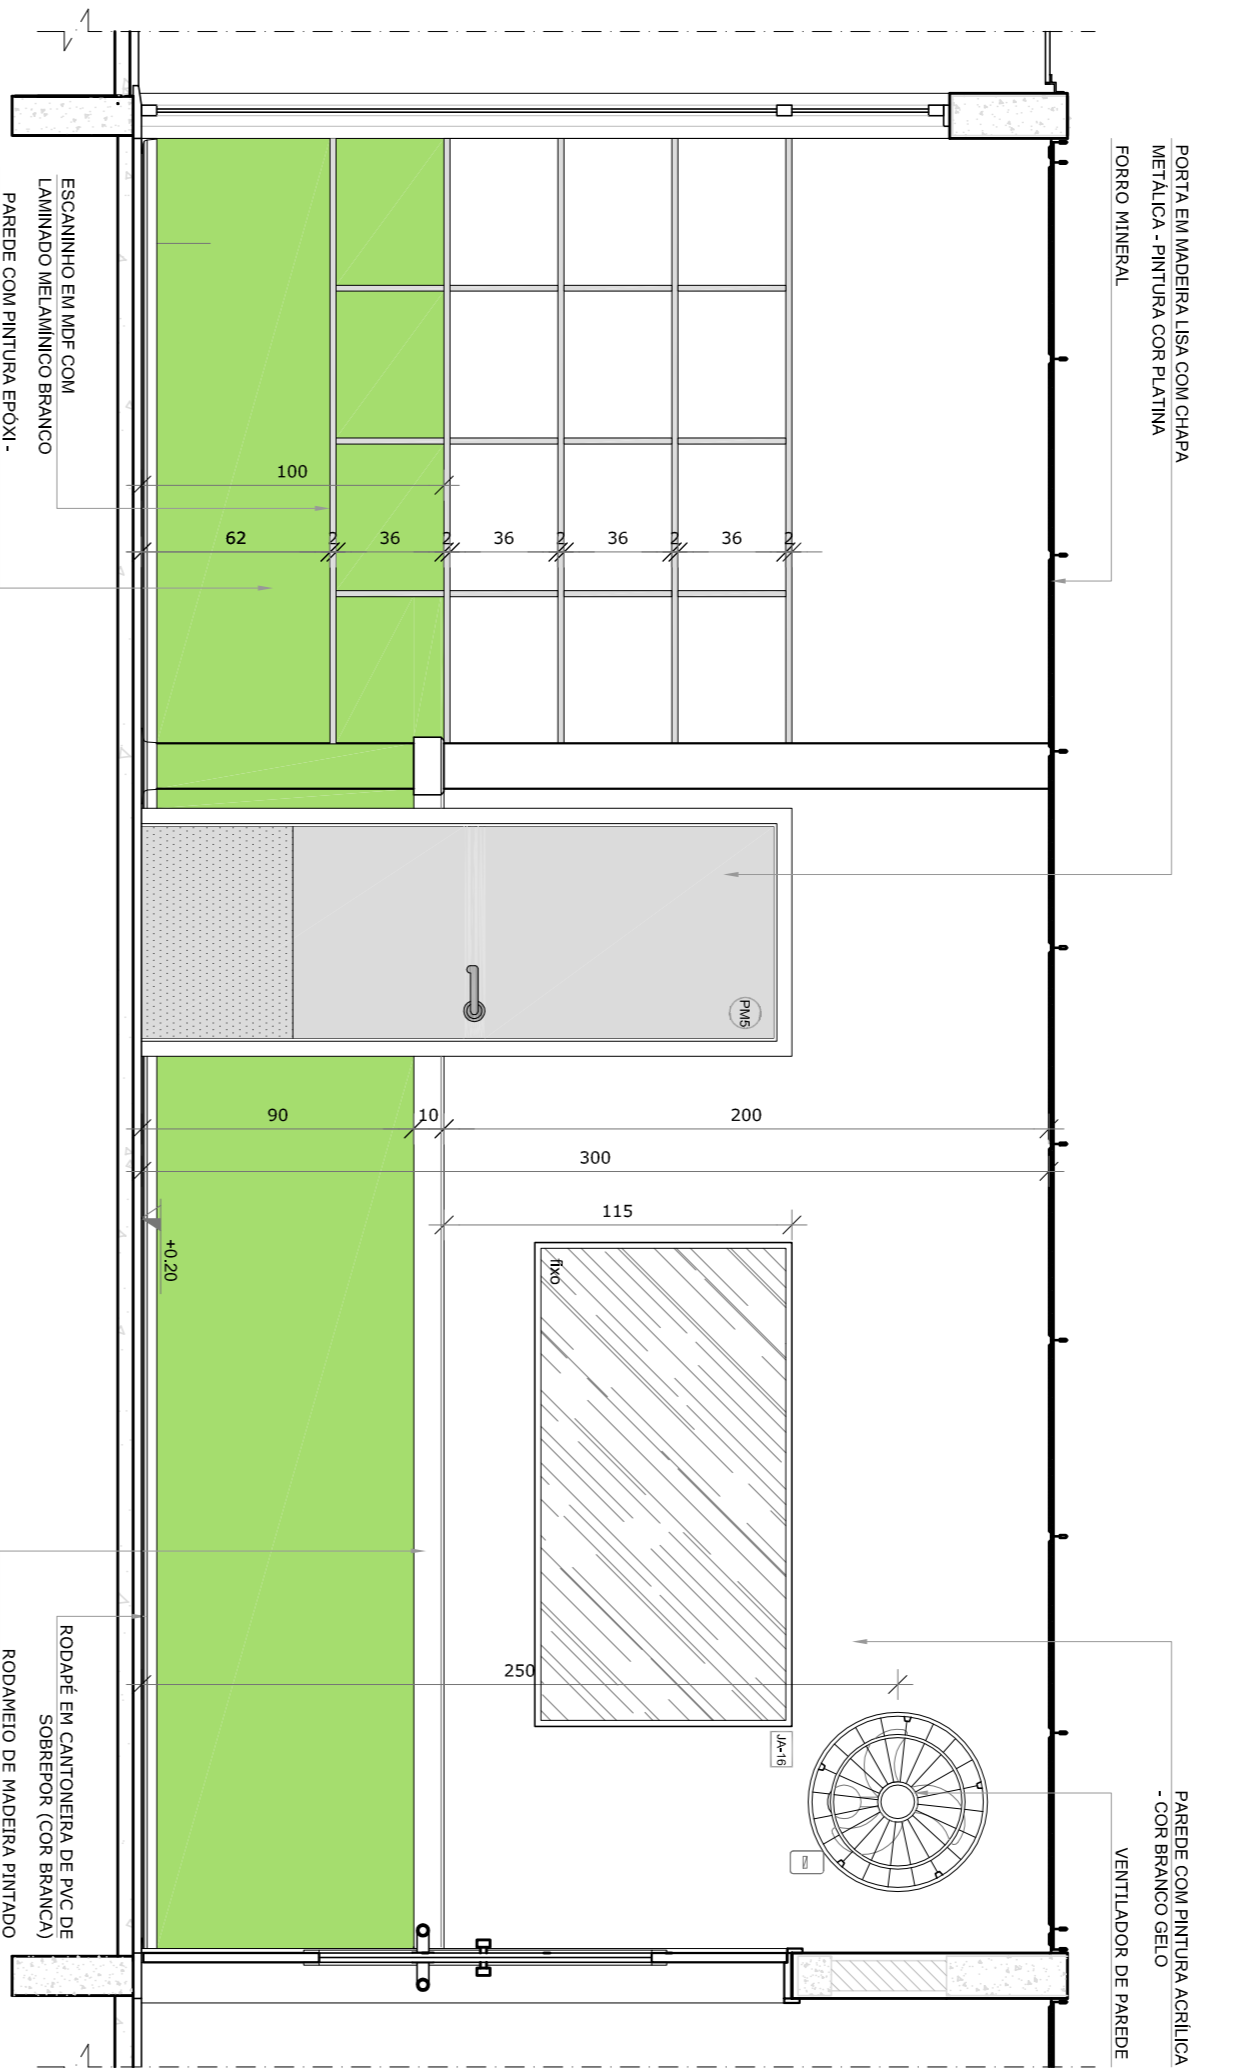 PORTA EM MADEIRA LISA COM CHAPA
METÁLICA - PINTURA COR PLATINA
FORRO MINERAL
PAREDE COM PINTURA ACRÍLICA
- COR BRANCO GELO
VENTILADOR DE PAREDE
100
62
2
36
2
36
2
36
2
36
2
PM5
90
10
200
300
115
fixo
+0.20
250
JA-16
ESCANINHO EM MDF COM
LAMINADO MELAMÍNICO BRANCO
PAREDE COM PINTURA EPÓXI -
RODAPÉ EM CANTONEIRA DE PVC DE
SOBREPOR (COR BRANCA)
RODAMEIO DE MADEIRA PINTADO